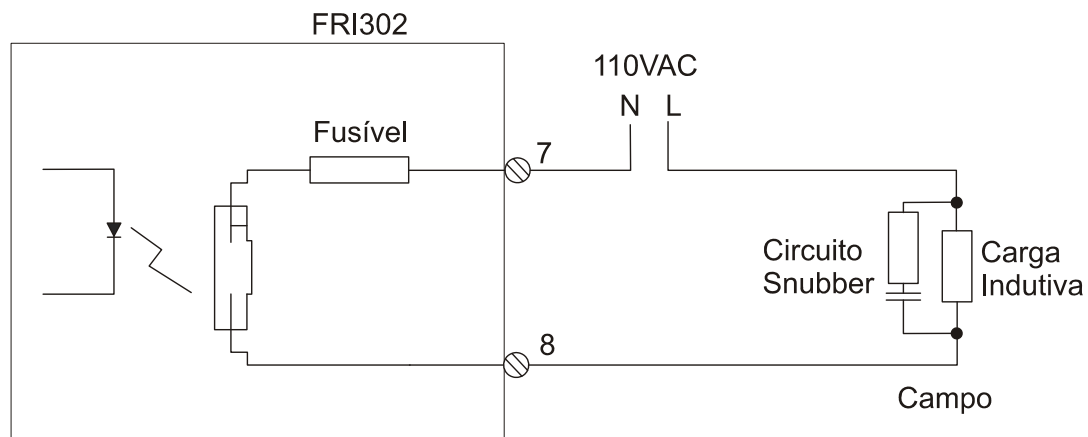 FRI302
110VAC
N L
Fusível
7
Circuito
Snubber
Carga
Indutiva
8
Campo